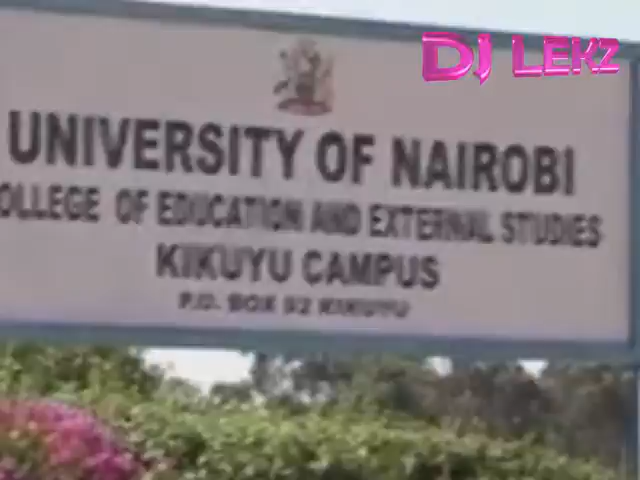 DJ LEKZ
UNIVERSITY OF NAIROBI
OLLEGE OF EDUCATION AND EXTERNAL STUDIES
KIKUYU CAMPUS
P.O. BOX 92 KIKUYU